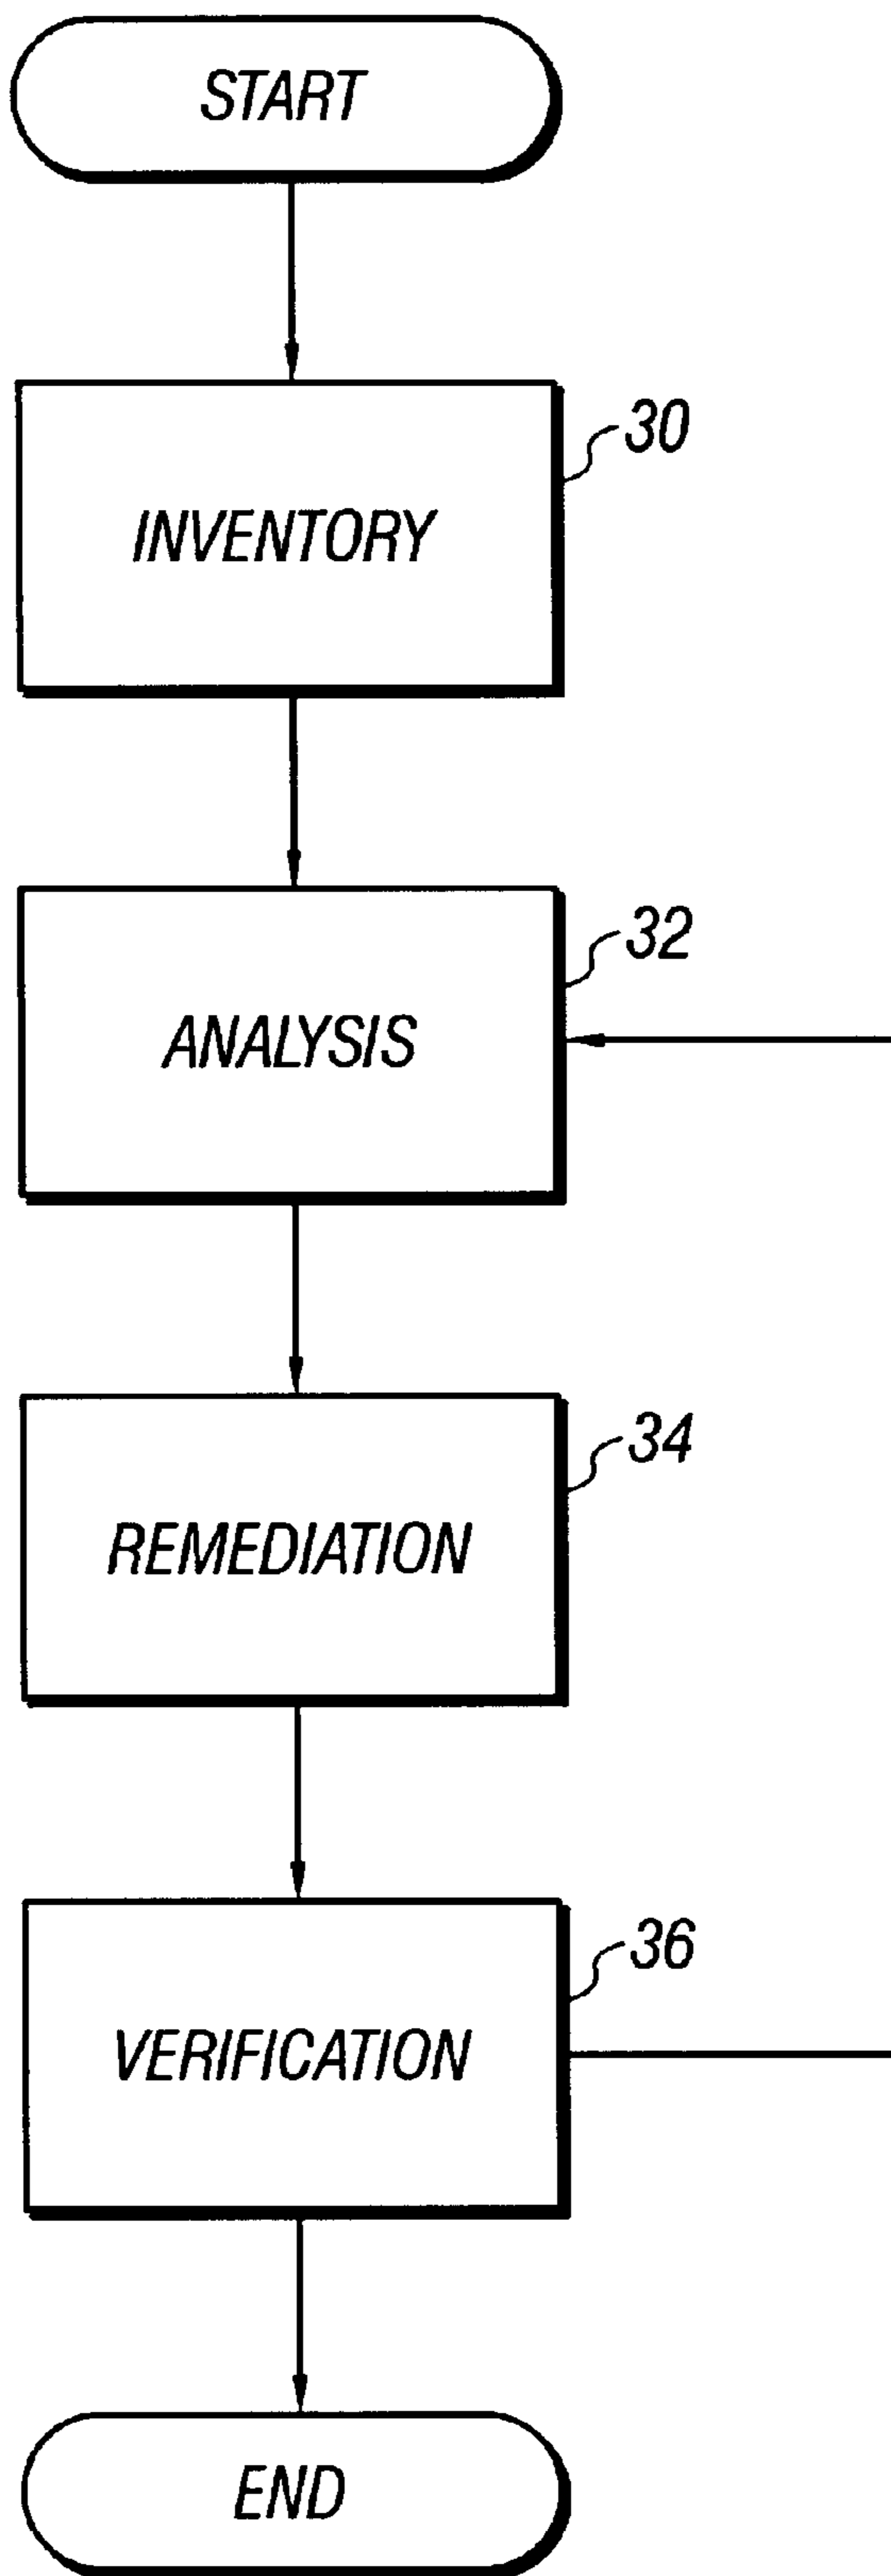 START
30
INVENTORY
32
ANALYSIS
34
REMEDIATION
36
VERIFICATION
END